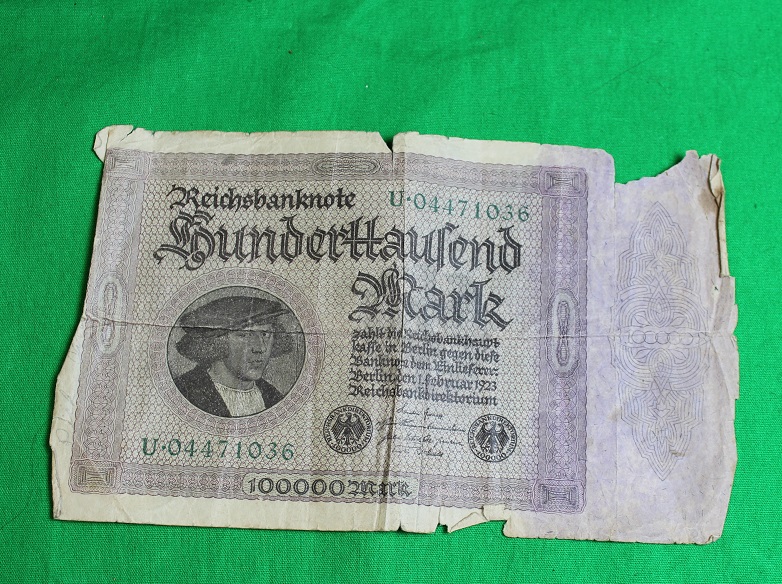 Reichsbanknote
U·04471036
Hunderttausend
Mark
zahlt die Reichsbankhaupt-
kasse in Berlin gegen diese
Banknote dem Einlieferer.
Berlin, den 1. Februar 1923
Reichsbankdirektorium
U·04471036
100000 Mark